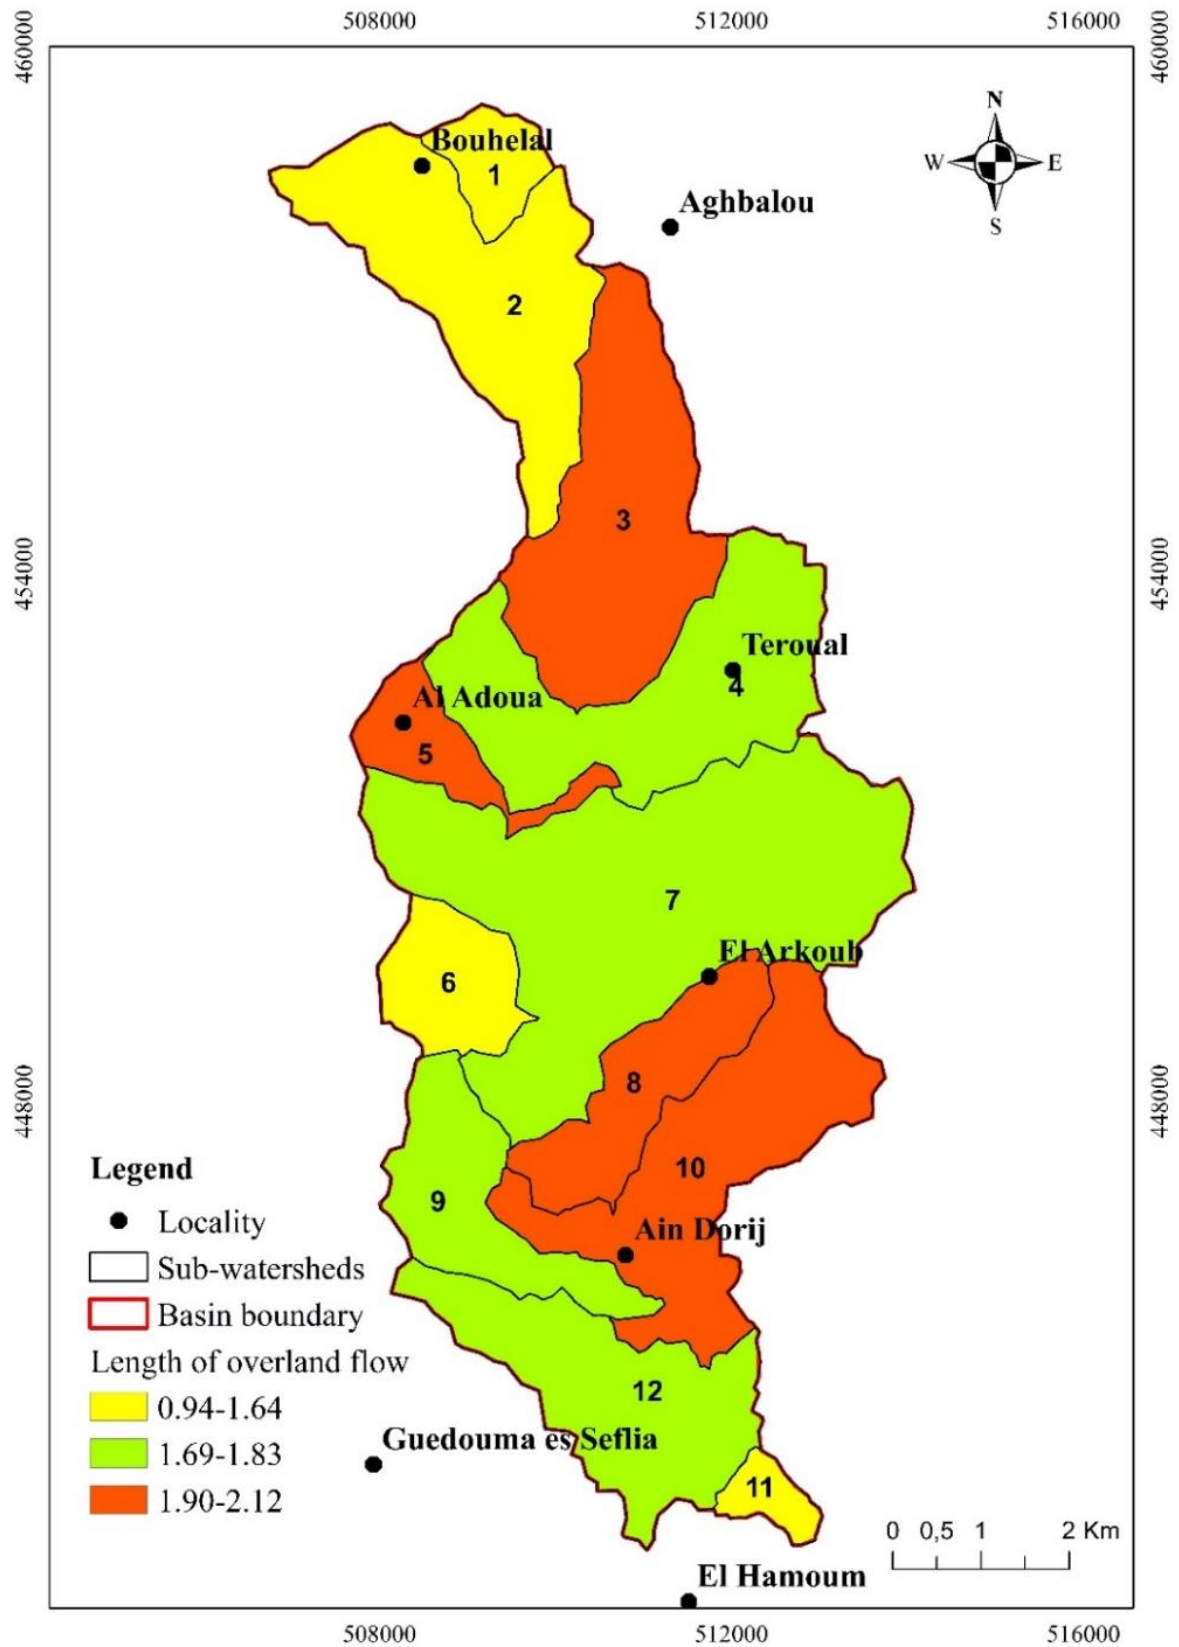 508000 512000 516000
460000 460000
N
Bouhelal
W E
1
Aghbalou
S
2
3
454000 454000
Teroual
4
Al Adoua
5
7
El Arkoub
6
8
448000 448000
10
Legend
9
Locality
Ain Dorij
Sub-watersheds
Basin boundary
Length of overland flow
12
0.94-1.64
Guedouma es Seflia
1.69-1.83
11
1.90-2.12
0 0,5 1 2 Km
El Hamoum
508000 512000 516000